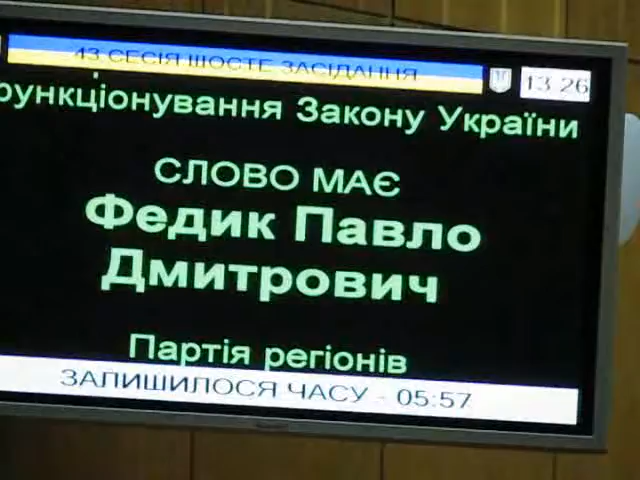 43 СЕСІЯ ШОСТЕ ЗАСІДАННЯ
13:26
функціонування Закону України
СЛОВО МАЄ
Федик Павло
Дмитрович
Партія регіонів
ЗАЛИШИЛОСЯ ЧАСУ - 05:57